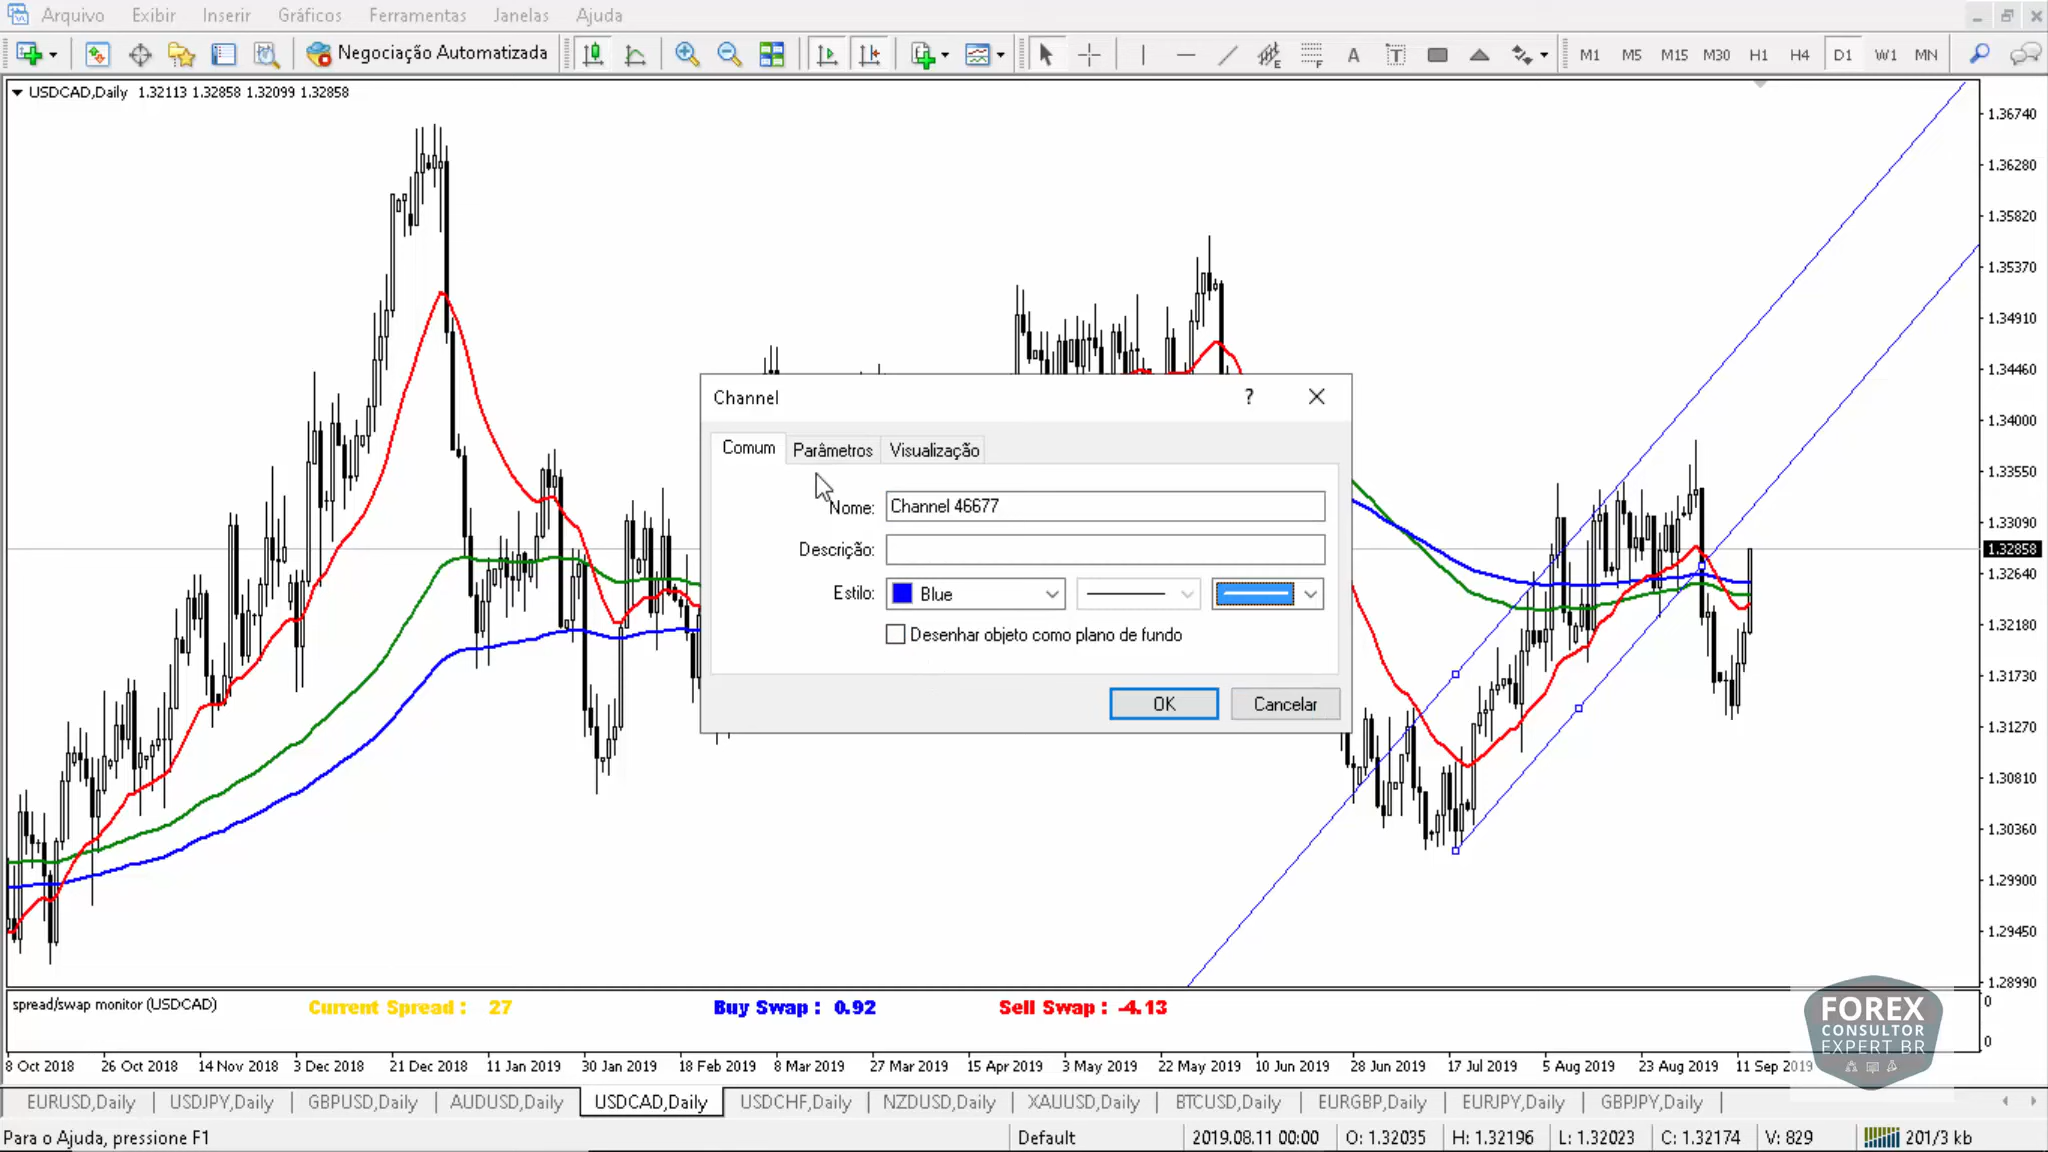 Arquivo Exibir Inserir Gráficos Ferramentas Janelas Ajuda
Negociação Automatizada A T E F M1 M5 M15 M30 H1 H4 D1 W1 MN
USDCAD,Daily 1.32113 1.32858 1.32099 1.32858
1.36740
1.36280
1.35820
1.35370
1.34910
1.34460
1.34000
1.33550
1.33090
1.32858
1.32640
1.32180
1.31730
1.31270
1.30810
1.30360
1.29900
1.29450
1.28990
Channel ?
Comum Parâmetros Visualização
Nome: Channel 46677
Descrição:
Estilo: Blue
Desenhar objeto como plano de fundo
OK Cancelar
spread/swap monitor (USDCAD) Current Spread : 27 Buy Swap : 0.92 Sell Swap : -4.13
0
0
FOREX
CONSULTOR
EXPERT BR
8 Oct 2018 26 Oct 2018 14 Nov 2018 3 Dec 2018 21 Dec 2018 11 Jan 2019 30 Jan 2019 18 Feb 2019 8 Mar 2019 27 Mar 2019 15 Apr 2019 3 May 2019 22 May 2019 10 Jun 2019 28 Jun 2019 17 Jul 2019 5 Aug 2019 23 Aug 2019 11 Sep 2019
EURUSD,Daily USDJPY,Daily GBPUSD,Daily AUDUSD,Daily USDCAD,Daily USDCHF,Daily NZDUSD,Daily XAUUSD,Daily BTCUSD,Daily EURGBP,Daily EURJPY,Daily GBPJPY,Daily
Para o Ajuda, pressione F1 Default 2019.08.11 00:00 O: 1.32035 H: 1.32196 L: 1.32023 C: 1.32174 V: 829 201/3 kb